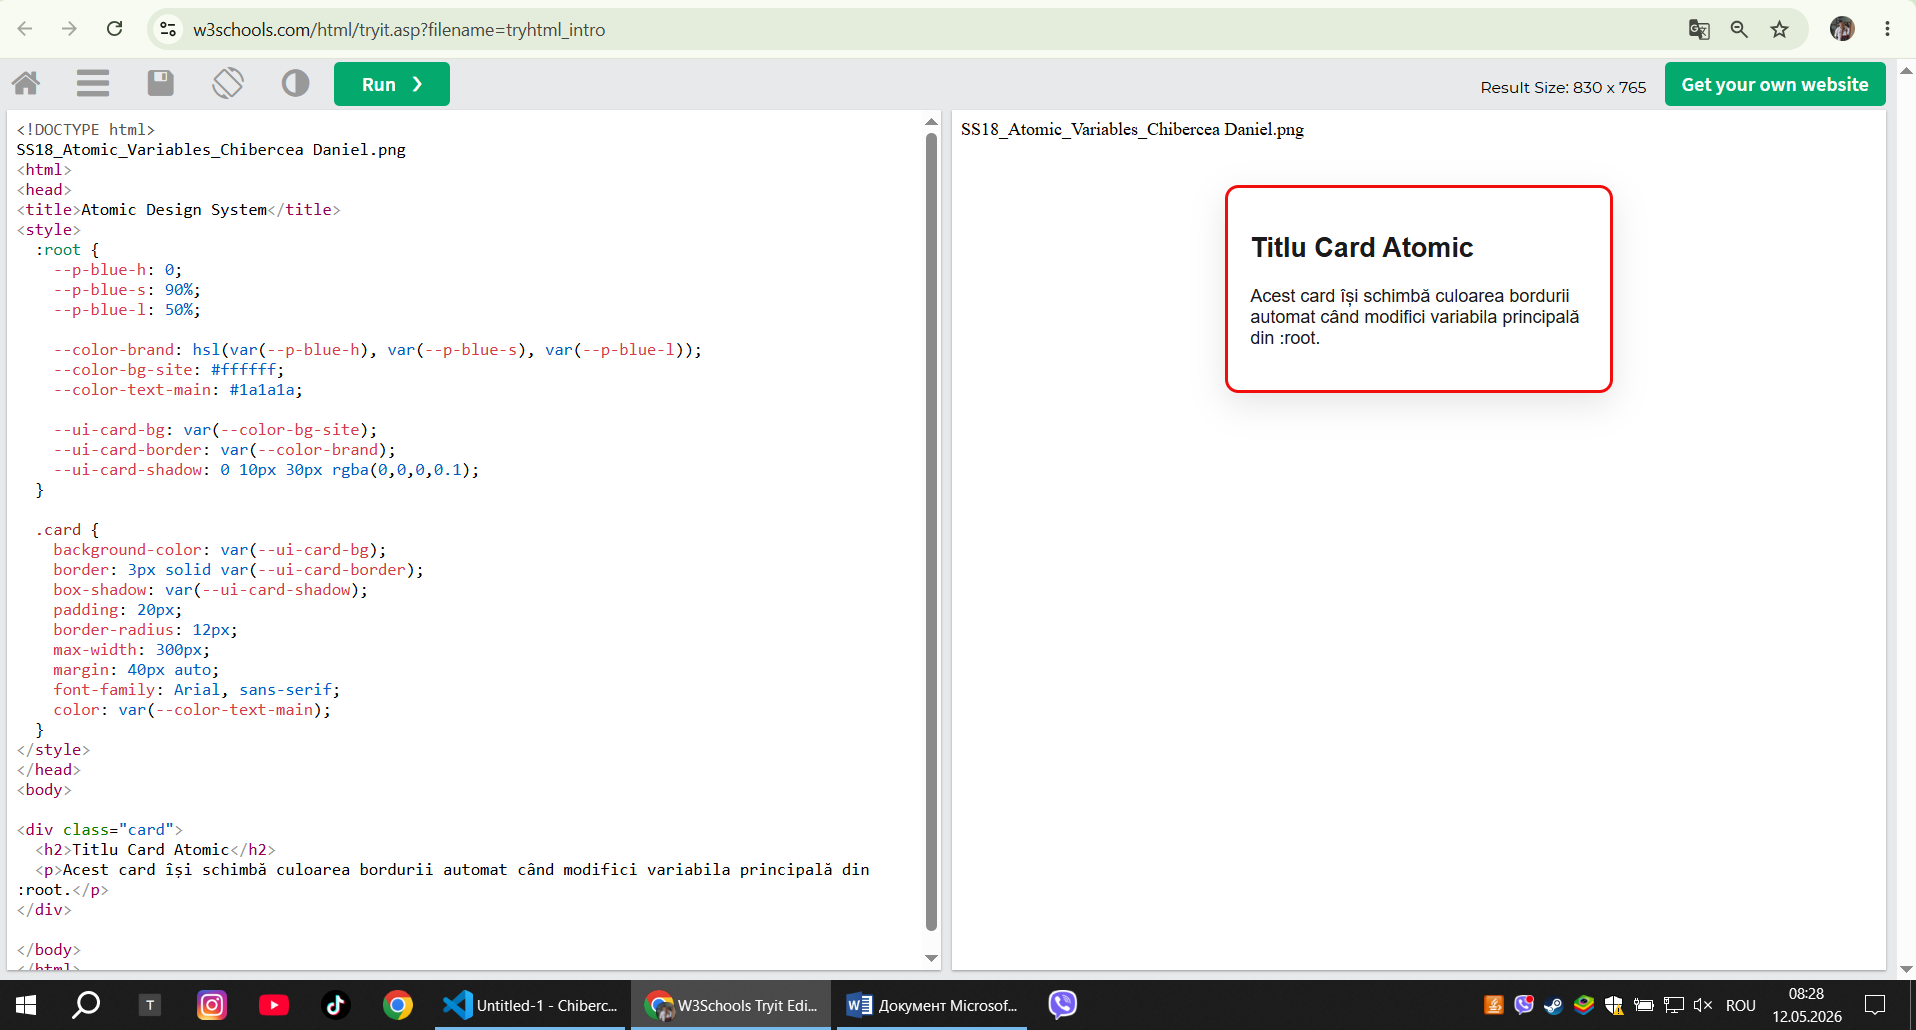 w3schools.com/html/tryit.asp?filename=tryhtml_intro
Run ❯
Result Size: 830 x 765
Get your own website
<!DOCTYPE html>
SS18_Atomic_Variables_Chibercea Daniel.png
<html>
<head>
<title>Atomic Design System</title>
<style>
  :root {
    --p-blue-h: 0;
    --p-blue-s: 90%;
    --p-blue-l: 50%;

    --color-brand: hsl(var(--p-blue-h), var(--p-blue-s), var(--p-blue-l));
    --color-bg-site: #ffffff;
    --color-text-main: #1a1a1a;

    --ui-card-bg: var(--color-bg-site);
    --ui-card-border: var(--color-brand);
    --ui-card-shadow: 0 10px 30px rgba(0,0,0,0.1);
  }

  .card {
    background-color: var(--ui-card-bg);
    border: 3px solid var(--ui-card-border);
    box-shadow: var(--ui-card-shadow);
    padding: 20px;
    border-radius: 12px;
    max-width: 300px;
    margin: 40px auto;
    font-family: Arial, sans-serif;
    color: var(--color-text-main);
  }
</style>
</head>
<body>

<div class="card">
  <h2>Titlu Card Atomic</h2>
  <p>Acest card își schimbă culoarea bordurii automat când modifici variabila principală din
:root.</p>
</div>

</body>
</html>
SS18_Atomic_Variables_Chibercea Daniel.png
Titlu Card Atomic
Acest card își schimbă culoarea bordurii
automat când modifici variabila principală
din :root.
T
Untitled-1 - Chiberc...
W3Schools Tryit Edi...
Документ Microsof...
ROU
08:28
12.05.2026